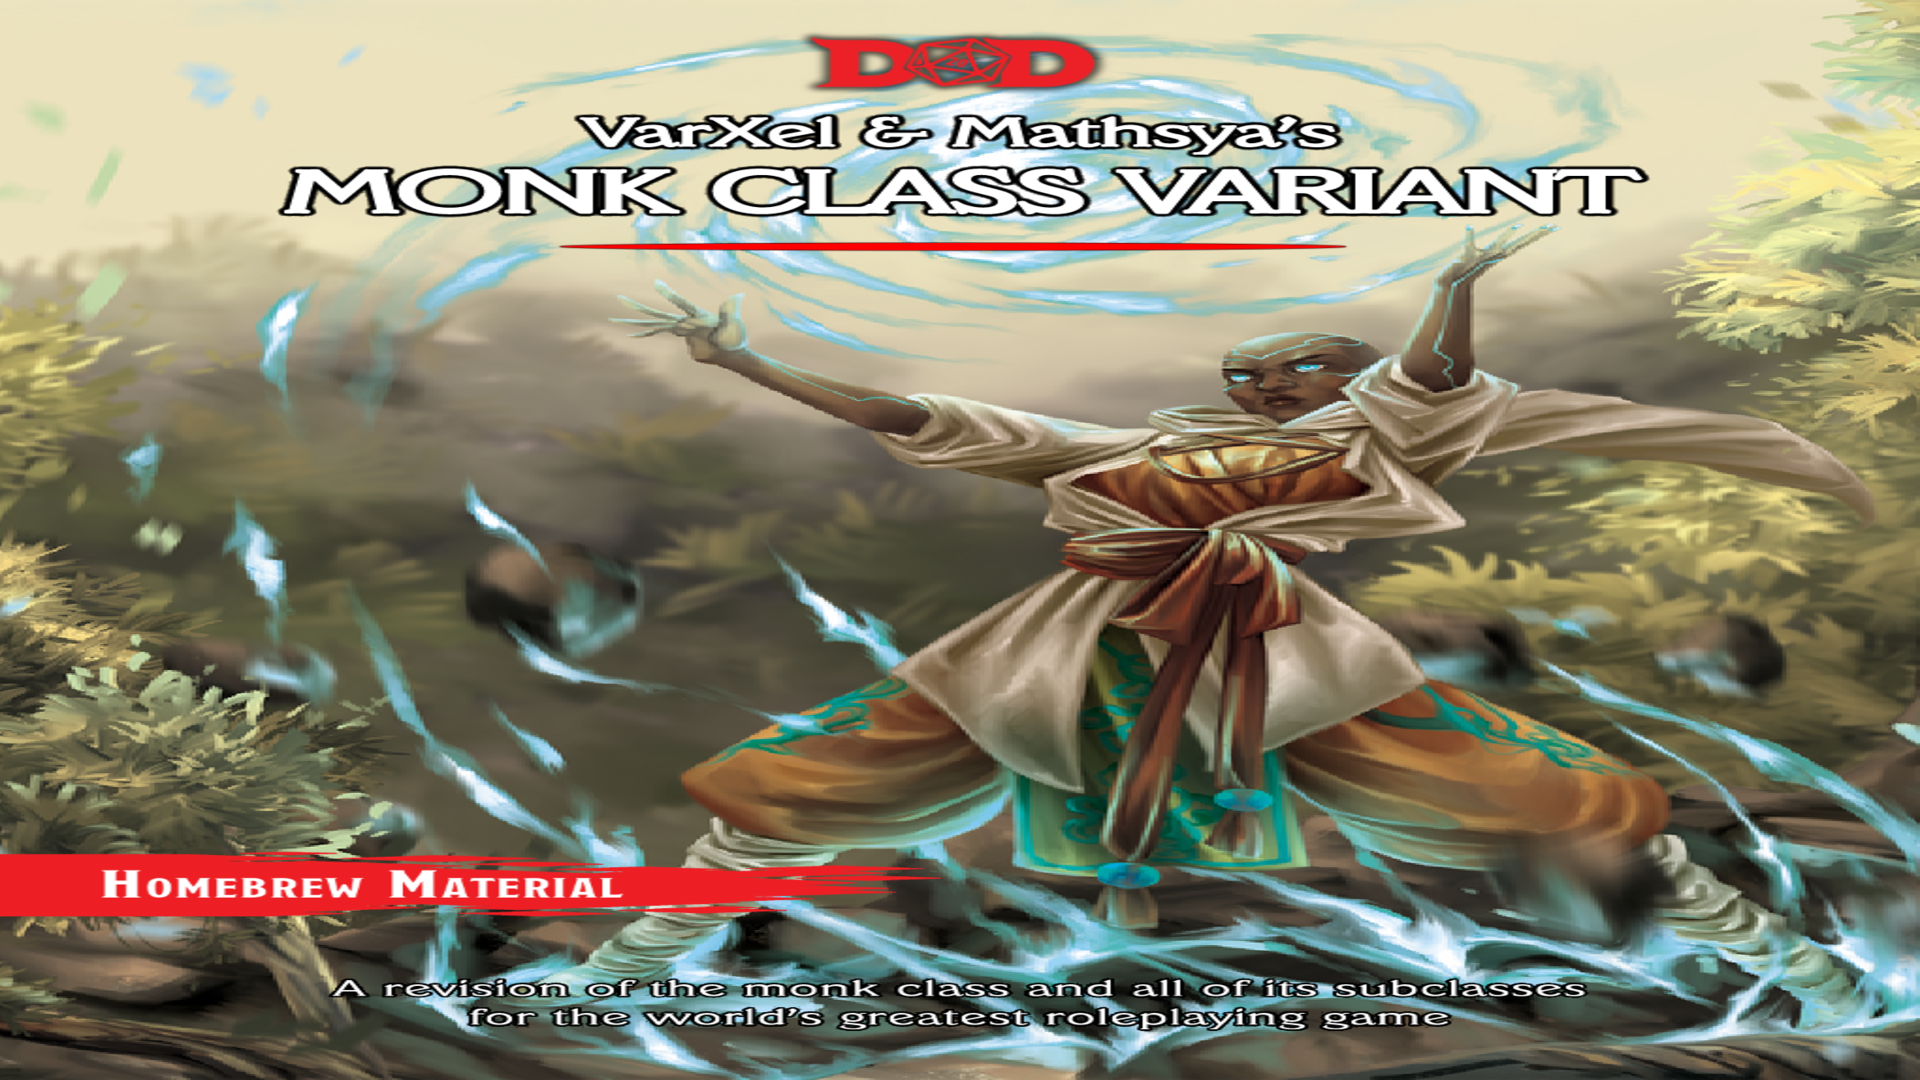 D&D
VarXel & Mathsya's
MONK CLASS VARIANT
HOMEBREW MATERIAL
A revision of the monk class and all of its subclasses
for the world's greatest roleplaying game